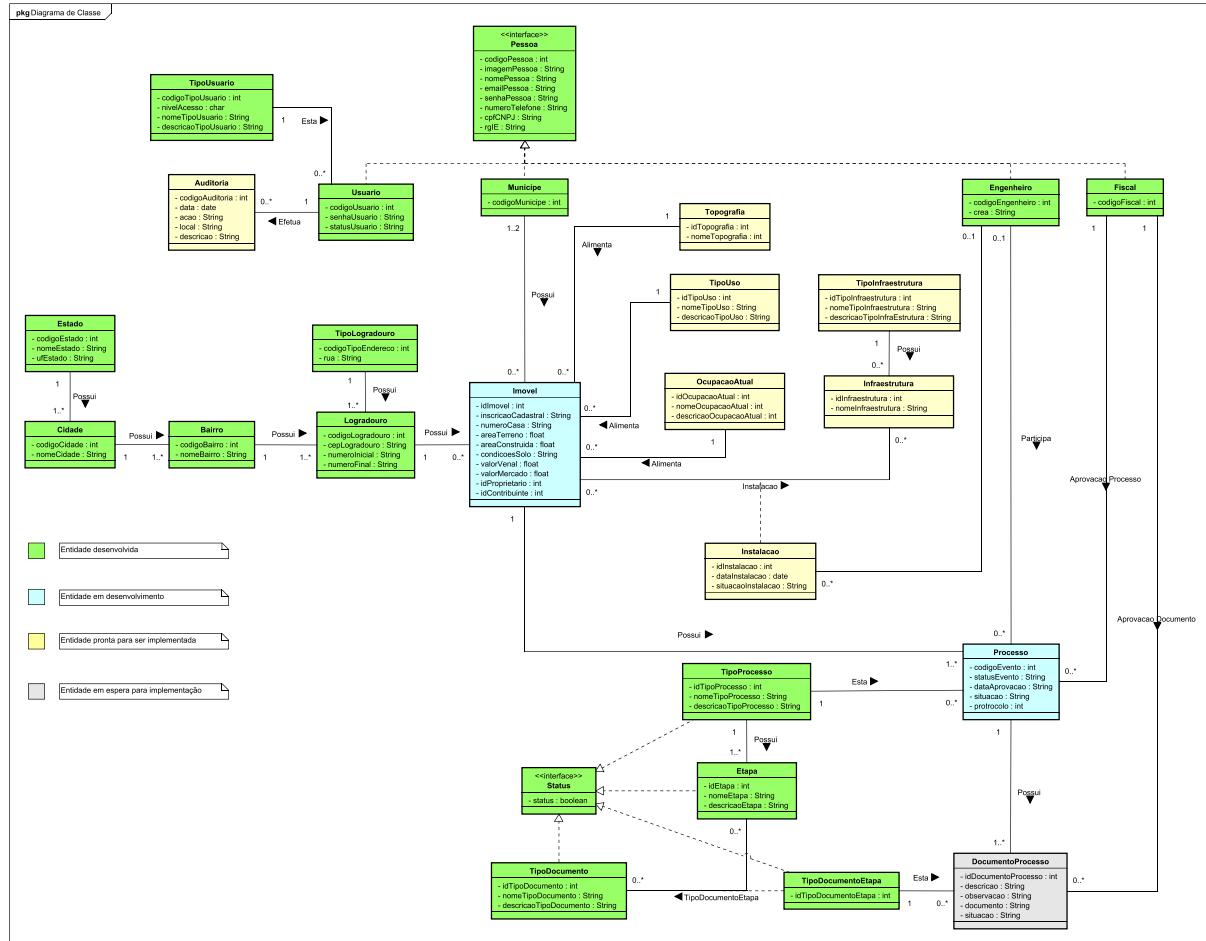 pkg Diagrama de Classe
<<interface>>
Pessoa
- codigoPessoa : int
- imagemPessoa : String
- nomePessoa : String
- emailPessoa : String
- senhaPessoa : String
- numeroTelefone : String
- cpfCNPJ : String
- rgIE : String
TipoUsuario
- codigoTipoUsuario : int
- nivelAcesso : char
- nomeTipoUsuario : String
- descricaoTipoUsuario : String
1
Esta
0..*
Auditoria
- codigoAuditoria : int
- data : date
- acao : String
- local : String
- descricao : String
0..*
1
Efetua
Usuario
- codigoUsuario : int
- senhaUsuario : String
- statusUsuario : String
Municipe
- codigoMunicipe : int
1..2
Possui
0..*
Engenheiro
- codigoEngenheiro : int
- crea : String
0..1
0..1
Fiscal
- codigoFiscal : int
1
1
Topografia
- idTopografia : int
- nomeTopografia : int
1
Alimenta
0..*
TipoUso
- idTipoUso : int
- nomeTipoUso : String
- descricaoTipoUso : String
1
TipoInfraestrutura
- idTipoInfraestrutura : int
- nomeTipoInfraestrutura : String
- descricaoTipoInfraEstrutura : String
1
Possui
0..*
Estado
- codigoEstado : int
- nomeEstado : String
- ufEstado : String
1
Possui
1..*
TipoLogradouro
- codigoTipoEndereco : int
- rua : String
1
Possui
1..*
Cidade
- codigoCidade : int
- nomeCidade : String
Possui
1
1..*
Bairro
- codigoBairro : int
- nomeBairro : String
Possui
1
1..*
Logradouro
- codigoLogradouro : int
- cepLogradouro : String
- numeroInicial : String
- numeroFinal : String
Possui
1
0..*
Imovel
- idImovel : int
- inscricaoCadastral : String
- numeroCasa : String
- areaTerreno : float
- areaConstruida : float
- condicoesSolo : String
- valorVenal : float
- valorMercado : float
- idProprietario : int
- idContribuinte : int
0..*
Alimenta
0..*
Alimenta
0..*
1
OcupacaoAtual
- idOcupacaoAtual : int
- nomeOcupacaoAtual : int
- descricaoOcupacaoAtual : int
1
Infraestrutura
- idInfraestrutura : int
- nomeInfraestrutura : String
0..*
Instalacao
Participa
Aprovacao Processo
Instalacao
- idInstalacao : int
- dataInstalacao : date
- situacaoInstalacao : String
0..*
Entidade desenvolvida
Entidade em desenvolvimento
Entidade pronta para ser implementada
Entidade em espera para implementação
Aprovacao Documento
Possui
1..*
0..*
Processo
- codigoEvento : int
- statusEvento : String
- dataAprovacao : String
- situacao : String
- protrocolo : int
0..*
TipoProcesso
- idTipoProcesso : int
- nomeTipoProcesso : String
- descricaoTipoProcesso : String
Esta
1
0..*
1
Possui
1..*
1
Possui
1..*
<<interface>>
Status
- status : boolean
Etapa
- idEtapa : int
- nomeEtapa : String
- descricaoEtapa : String
0..*
TipoDocumento
- idTipoDocumento : int
- nomeTipoDocumento : String
- descricaoTipoDocumento : String
0..*
TipoDocumentoEtapa
TipoDocumentoEtapa
- idTipoDocumentoEtapa : int
Esta
1
0..*
DocumentoProcesso
- idDocumentoProcesso : int
- descricao : String
- observacao : String
- documento : String
- situacao : String
0..*